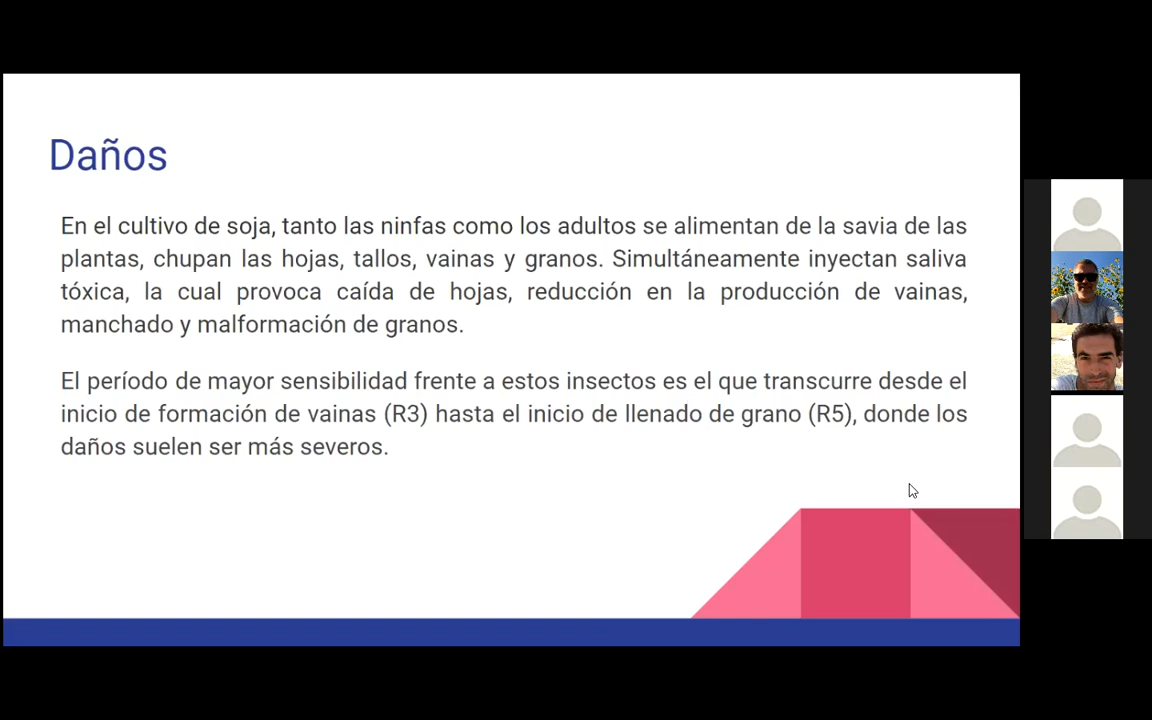 Daños
En el cultivo de soja, tanto las ninfas como los adultos se alimentan de la savia de las
plantas, chupan las hojas, tallos, vainas y granos. Simultáneamente inyectan saliva
tóxica, la cual provoca caída de hojas, reducción en la producción de vainas,
manchado y malformación de granos.
El período de mayor sensibilidad frente a estos insectos es el que transcurre desde el
inicio de formación de vainas (R3) hasta el inicio de llenado de grano (R5), donde los
daños suelen ser más severos.